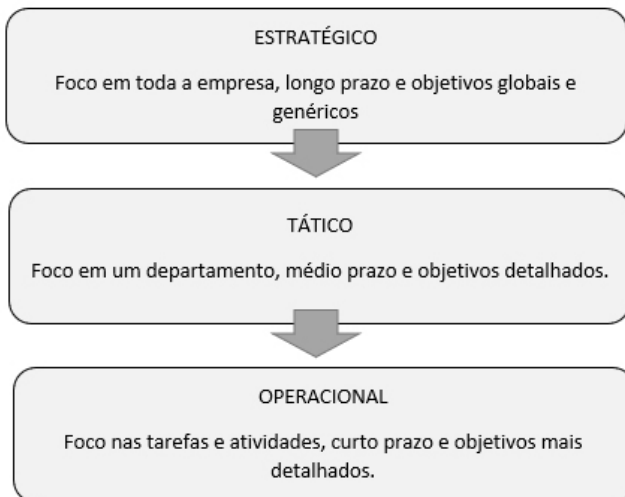 ESTRATÉGICO
Foco em toda a empresa, longo prazo e objetivos globais e
genéricos
TÁTICO
Foco em um departamento, médio prazo e objetivos detalhados.
OPERACIONAL
Foco nas tarefas e atividades, curto prazo e objetivos mais
detalhados.